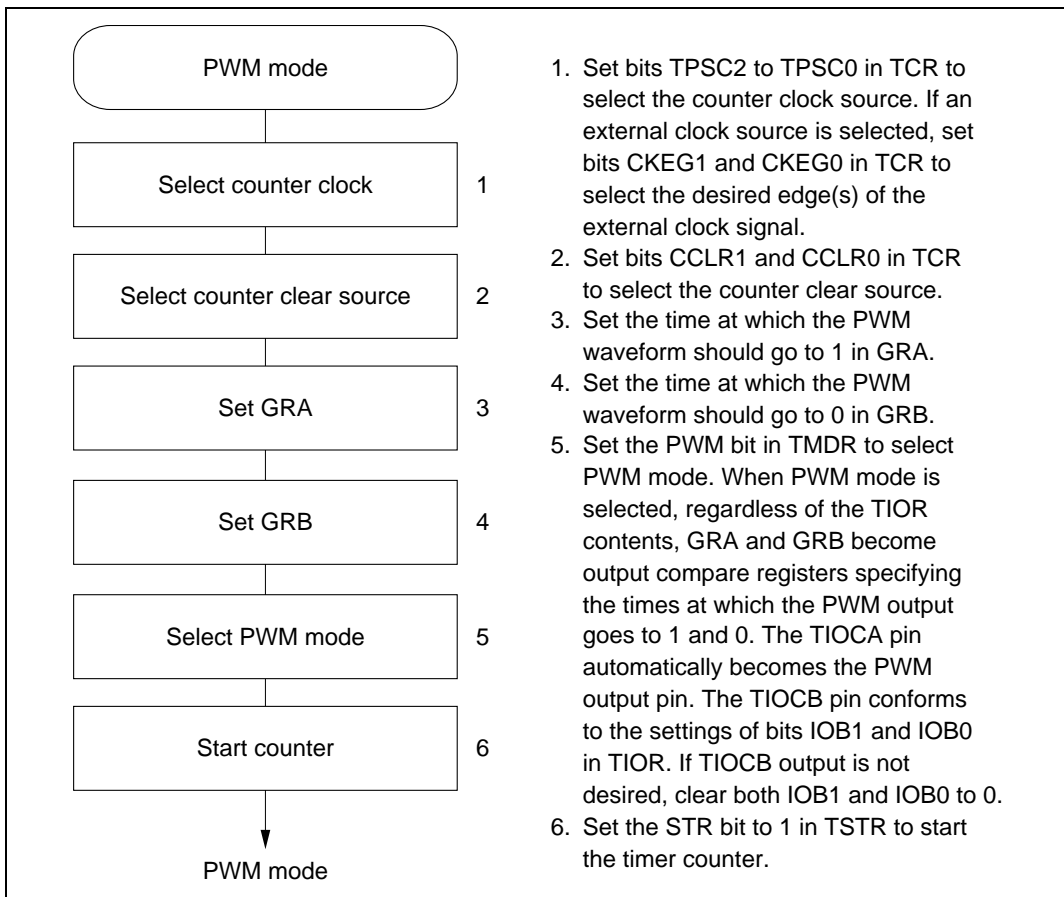 PWM mode
Select counter clock 1
Select counter clear source 2
Set GRA 3
Set GRB 4
Select PWM mode 5
Start counter 6
PWM mode
1. Set bits TPSC2 to TPSC0 in TCR to
select the counter clock source. If an
external clock source is selected, set
bits CKEG1 and CKEG0 in TCR to
select the desired edge(s) of the
external clock signal.
2. Set bits CCLR1 and CCLR0 in TCR
to select the counter clear source.
3. Set the time at which the PWM
waveform should go to 1 in GRA.
4. Set the time at which the PWM
waveform should go to 0 in GRB.
5. Set the PWM bit in TMDR to select
PWM mode. When PWM mode is
selected, regardless of the TIOR
contents, GRA and GRB become
output compare registers specifying
the times at which the PWM output
goes to 1 and 0. The TIOCA pin
automatically becomes the PWM
output pin. The TIOCB pin conforms
to the settings of bits IOB1 and IOB0
in TIOR. If TIOCB output is not
desired, clear both IOB1 and IOB0 to 0.
6. Set the STR bit to 1 in TSTR to start
the timer counter.